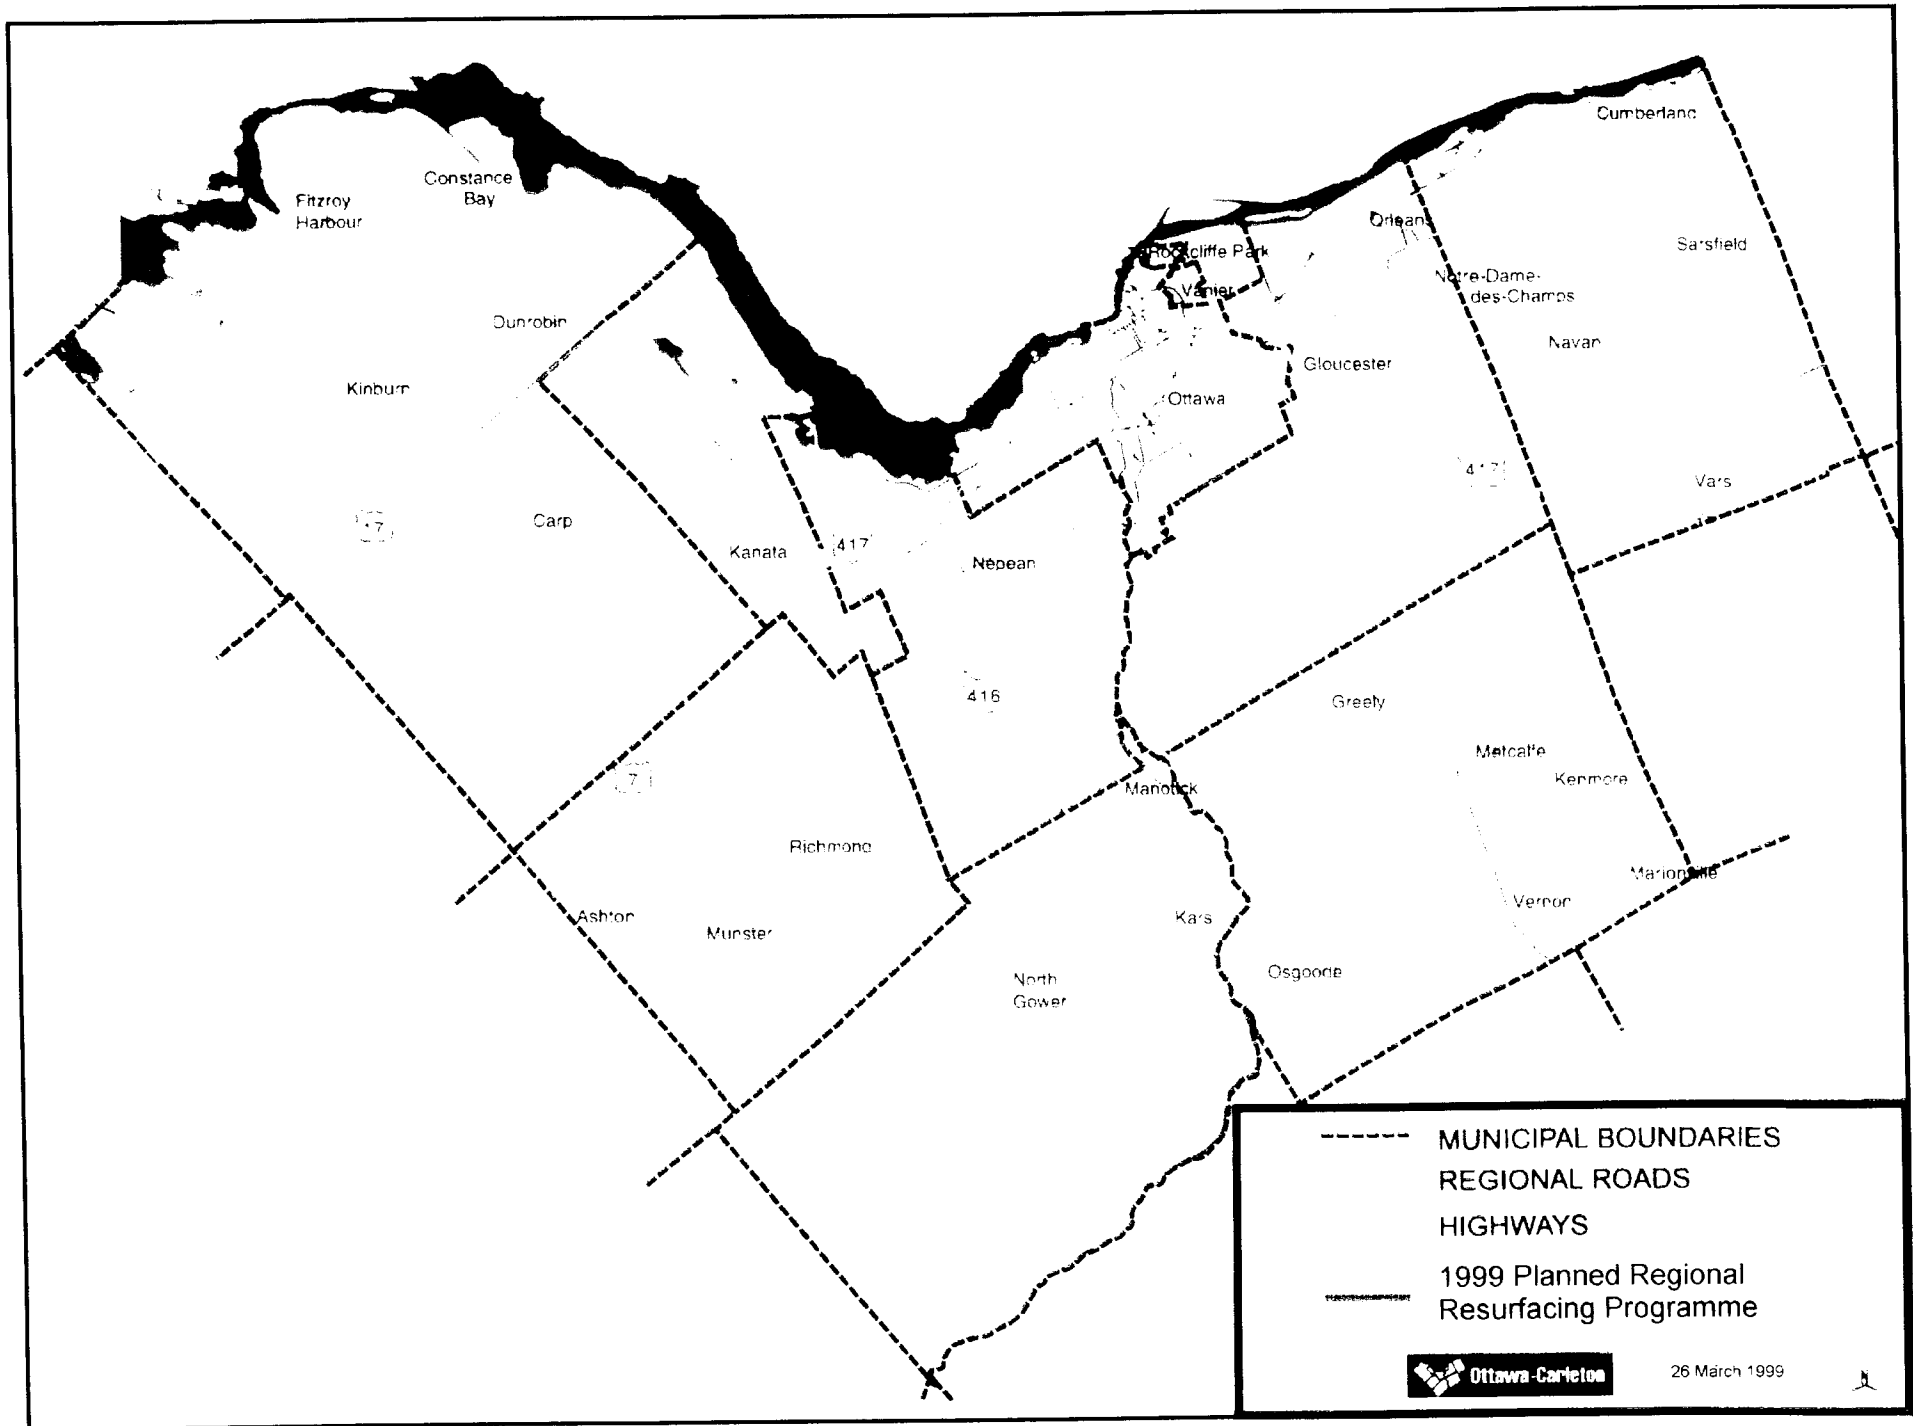 Cumberland
Constance
Bay
Fitzroy
Harbour
Orleans
Sarsfield
Rockcliffe Park
Notre-Dame-
des-Champs
Vanier
Dunrobin
Navan
Gloucester
Kinburn
Ottawa
417
Vars
17
Carp
Kanata
417
Nepean
416
Greely
Metcalfe
Kenmore
7
Manotick
Richmond
Marionville
Vernon
Ashton
Munster
Kars
Osgoode
North
Gower
MUNICIPAL BOUNDARIES
REGIONAL ROADS
HIGHWAYS
1999 Planned Regional
Resurfacing Programme
Ottawa-Carleton
26 March 1999
N